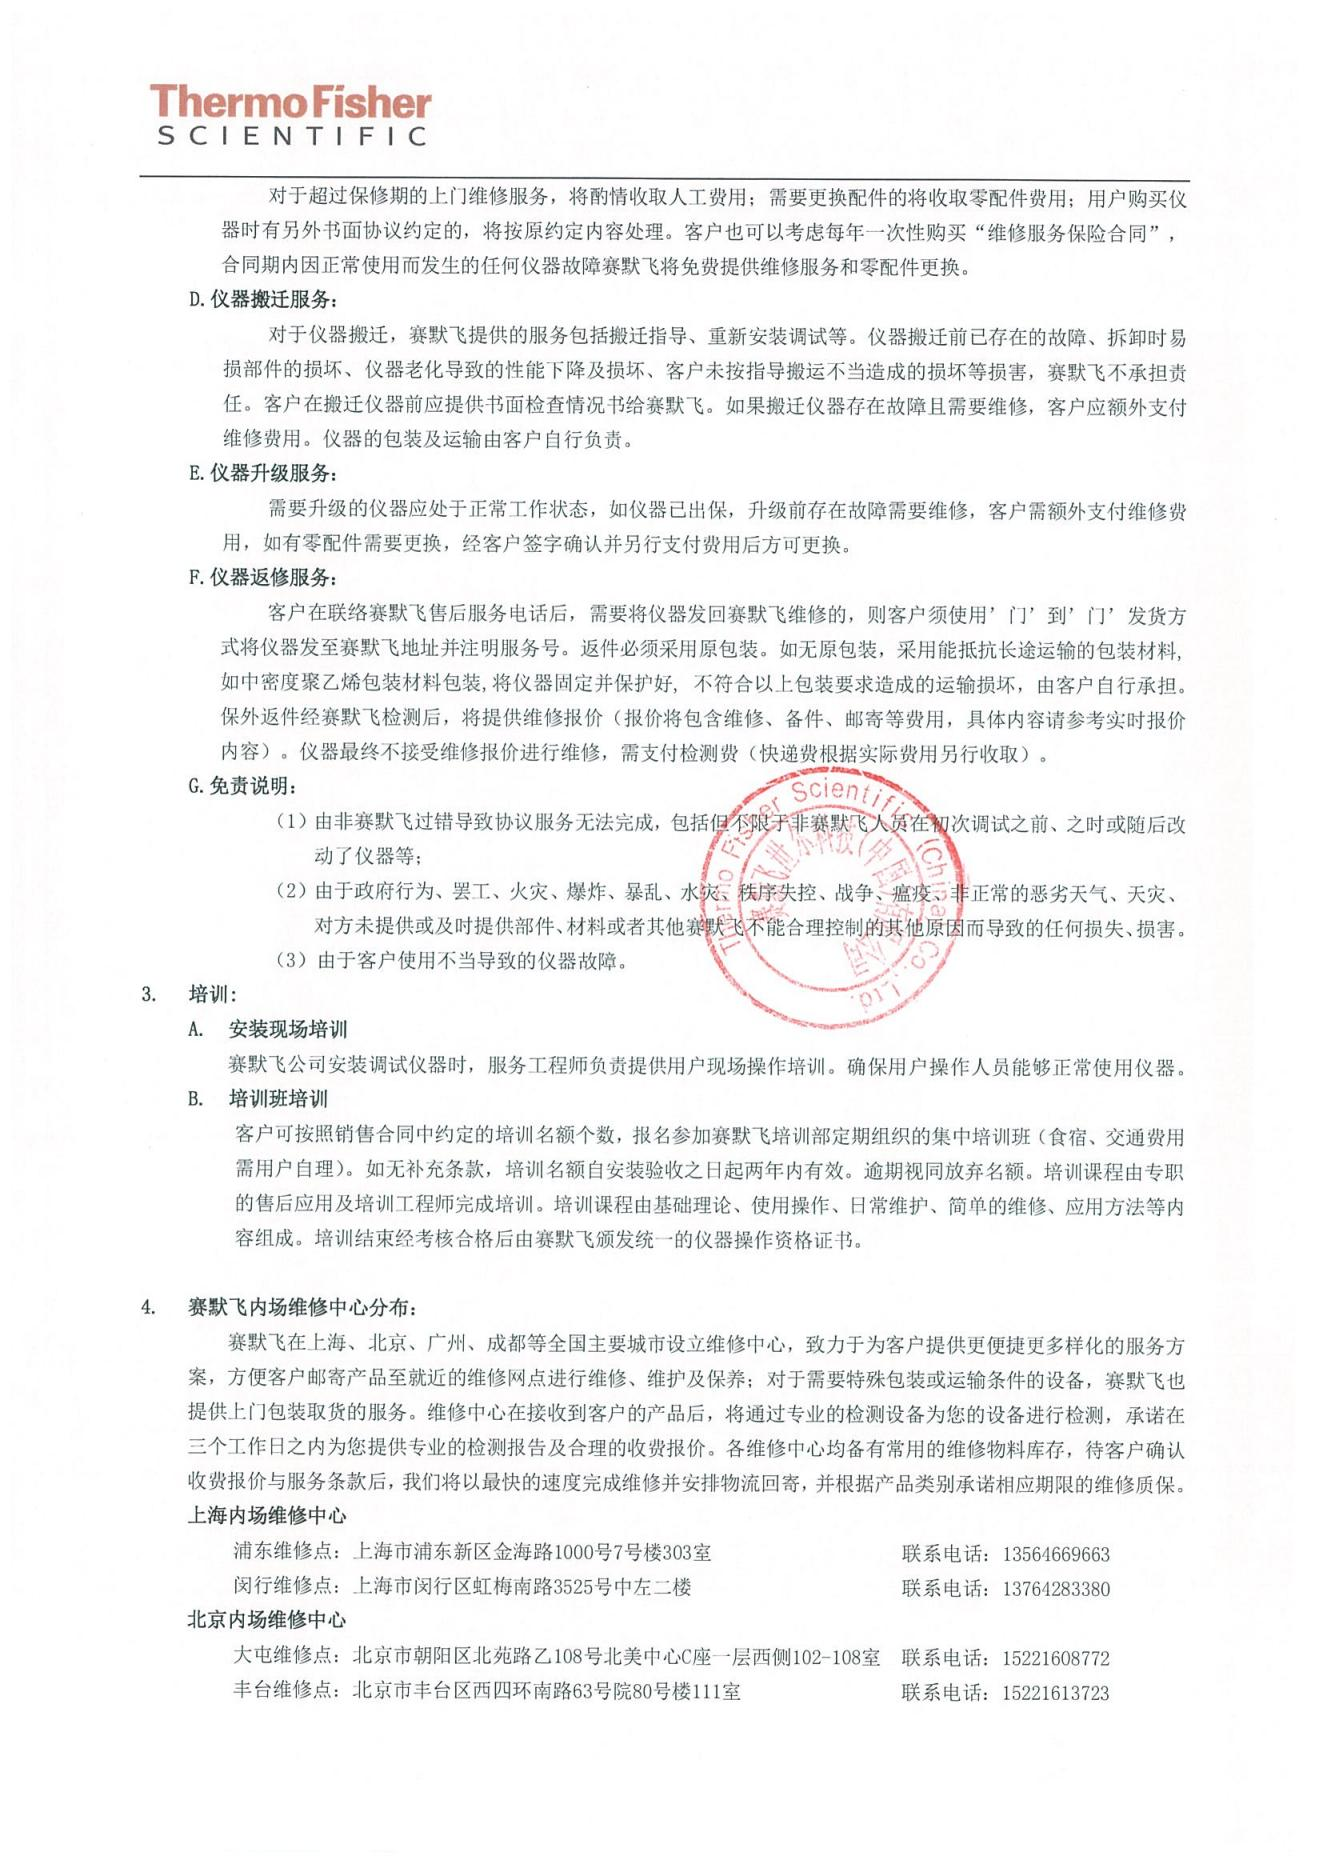 ThermoFisher
SCIENTIFIC
对于超过保修期的上门维修服务，将酌情收取人工费用；需要更换配件的将收取零配件费用；用户购买仪
器时有另外书面协议约定的，将按原约定内容处理。客户也可以考虑每年一次性购买“维修服务保险合同”，
合同期内因正常使用而发生的任何仪器故障赛默飞将免费提供维修服务和零配件更换。
D.仪器搬迁服务：
对于仪器搬迁，赛默飞提供的服务包括搬迁指导、重新安装调试等。仪器搬迁前已存在的故障、拆卸时易
损部件的损坏、仪器老化导致的性能下降及损坏、客户未按指导搬运不当造成的损坏等损害，赛默飞不承担责
任。客户在搬迁仪器前应提供书面检查情况书给赛默飞。如果搬迁仪器存在故障且需要维修，客户应额外支付
维修费用。仪器的包装及运输由客户自行负责。
E.仪器升级服务：
需要升级的仪器应处于正常工作状态，如仪器已出保，升级前存在故障需要维修，客户需额外支付维修费
用，如有零配件需要更换，经客户签字确认并另行支付费用后方可更换。
F.仪器返修服务：
客户在联络赛默飞售后服务电话后，需要将仪器发回赛默飞维修的，则客户须使用’门’到’门’发货方
式将仪器发至赛默飞地址并注明服务号。返件必须采用原包装。如无原包装，采用能抵抗长途运输的包装材料，
如中密度聚乙烯包装材料包装,将仪器固定并保护好，不符合以上包装要求造成的运输损坏，由客户自行承担。
保外返件经赛默飞检测后，将提供维修报价（报价将包含维修、备件、邮寄等费用，具体内容请参考实时报价
内容）。仪器最终不接受维修报价进行维修，需支付检测费（快递费根据实际费用另行收取）。
G.免责说明：
（1）由非赛默飞过错导致协议服务无法完成，包括但不限于非赛默飞人员在初次调试之前、之时或随后改
动了仪器等；
（2）由于政府行为、罢工、火灾、爆炸、暴乱、水灾、秩序失控、战争、瘟疫、非正常的恶劣天气、天灾、
对方未提供或及时提供部件、材料或者其他赛默飞不能合理控制的其他原因而导致的任何损失、损害。
（3）由于客户使用不当导致的仪器故障。
Thermo Fisher Scientific (China) Co., Ltd.
赛默飞世尔科技(中国)有限公司
3. 培训：
A. 安装现场培训
赛默飞公司安装调试仪器时，服务工程师负责提供用户现场操作培训。确保用户操作人员能够正常使用仪器。
B. 培训班培训
客户可按照销售合同中约定的培训名额个数，报名参加赛默飞培训部定期组织的集中培训班（食宿、交通费用
需用户自理）。如无补充条款，培训名额自安装验收之日起两年内有效。逾期视同放弃名额。培训课程由专职
的售后应用及培训工程师完成培训。培训课程由基础理论、使用操作、日常维护、简单的维修、应用方法等内
容组成。培训结束经考核合格后由赛默飞颁发统一的仪器操作资格证书。
4. 赛默飞内场维修中心分布：
赛默飞在上海、北京、广州、成都等全国主要城市设立维修中心，致力于为客户提供更便捷更多样化的服务方
案，方便客户邮寄产品至就近的维修网点进行维修、维护及保养；对于需要特殊包装或运输条件的设备，赛默飞也
提供上门包装取货的服务。维修中心在接收到客户的产品后，将通过专业的检测设备为您的设备进行检测，承诺在
三个工作日之内为您提供专业的检测报告及合理的收费报价。各维修中心均备有常用的维修物料库存，待客户确认
收费报价与服务条款后，我们将以最快的速度完成维修并安排物流回寄，并根据产品类别承诺相应期限的维修质保。
上海内场维修中心
浦东维修点：上海市浦东新区金海路1000号7号楼303室 联系电话：13564669663
闵行维修点：上海市闵行区虹梅南路3525号中左二楼 联系电话：13764283380
北京内场维修中心
大屯维修点：北京市朝阳区北苑路乙108号北美中心C座一层西侧102-108室 联系电话：15221608772
丰台维修点：北京市丰台区西四环南路63号院80号楼111室 联系电话：15221613723